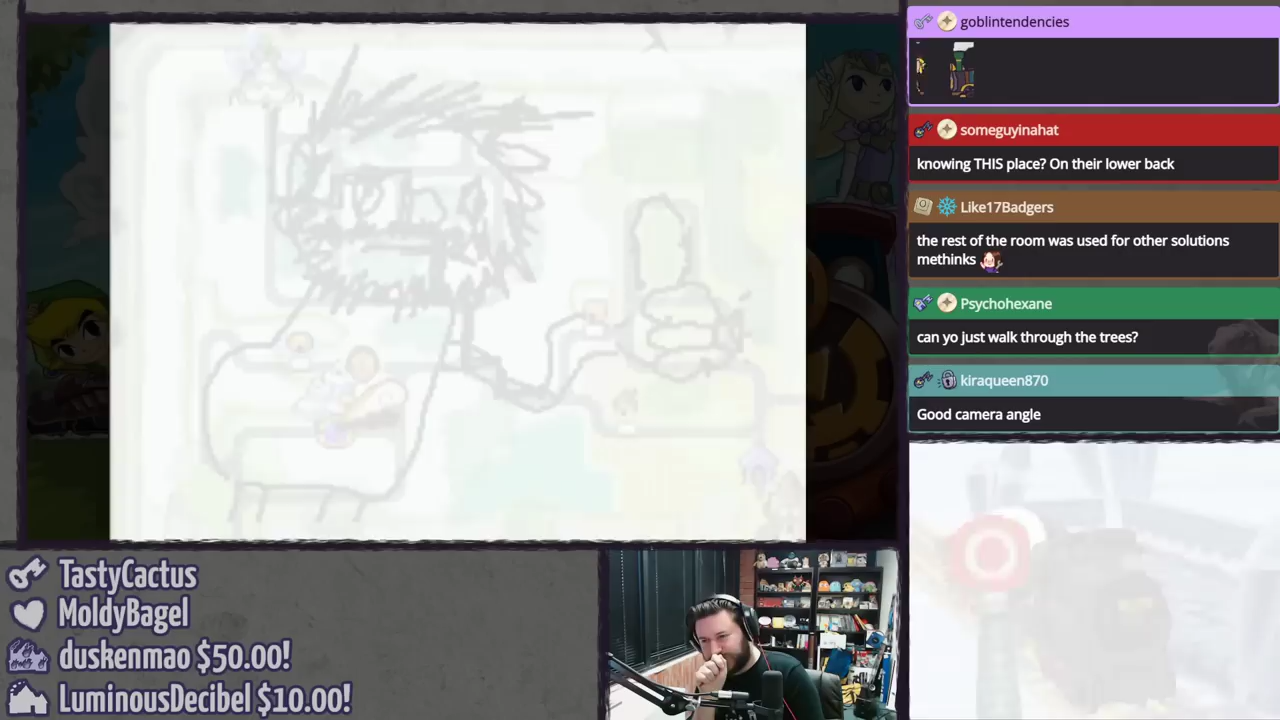 goblintendencies
someguyinahat
knowing THIS place? On their lower back
Like17Badgers
the rest of the room was used for other solutions
methinks
Psychohexane
can yo just walk through the trees?
kiraqueen870
Good camera angle
TastyCactus
MoldyBagel
duskenmao $50.00!
LuminousDecibel $10.00!